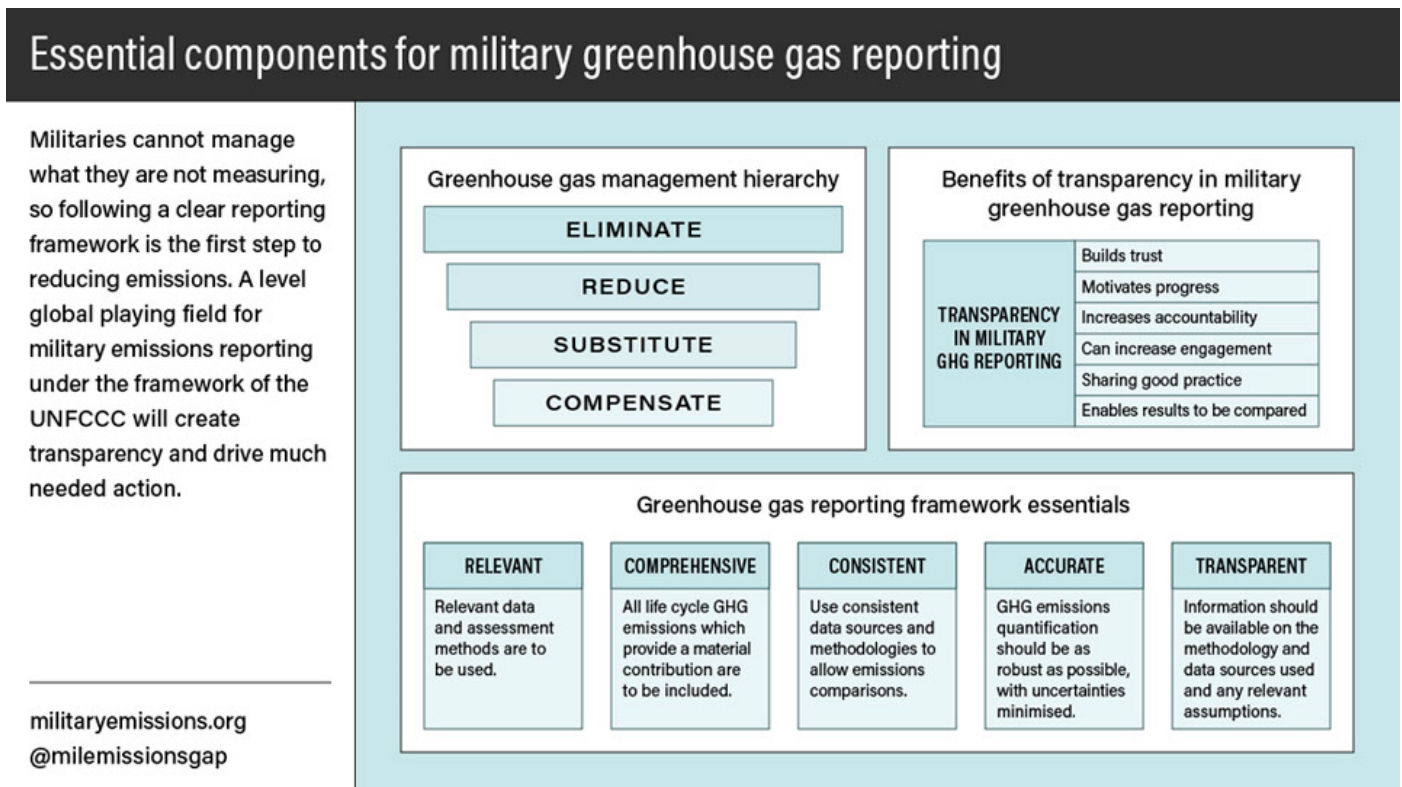 Essential components for military greenhouse gas reporting
Militaries cannot manage
what they are not measuring,
so following a clear reporting
framework is the first step to
reducing emissions. A level
global playing field for
military emissions reporting
under the framework of the
UNFCCC will create
transparency and drive much
needed action.
militaryemissions.org
@milemissionsgap
Greenhouse gas management hierarchy
ELIMINATE
REDUCE
SUBSTITUTE
COMPENSATE
Benefits of transparency in military
greenhouse gas reporting
TRANSPARENCY
IN MILITARY
GHG REPORTING
Builds trust
Motivates progress
Increases accountability
Can increase engagement
Sharing good practice
Enables results to be compared
Greenhouse gas reporting framework essentials
RELEVANT
Relevant data
and assessment
methods are to
be used.
COMPREHENSIVE
All life cycle GHG
emissions which
provide a material
contribution are
to be included.
CONSISTENT
Use consistent
data sources and
methodologies to
allow emissions
comparisons.
ACCURATE
GHG emissions
quantification
should be as
robust as possible,
with uncertainties
minimised.
TRANSPARENT
Information should
be available on the
methodology and
data sources used
and any relevant
assumptions.